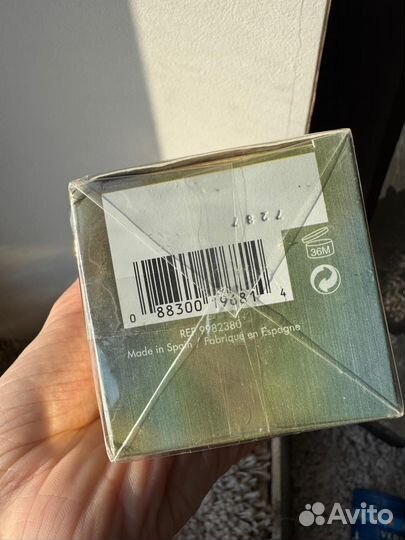 7287
36M
0 88300 19681 4
REF 9982380
Made in Spain / Fabriqué en Espagne
Avito